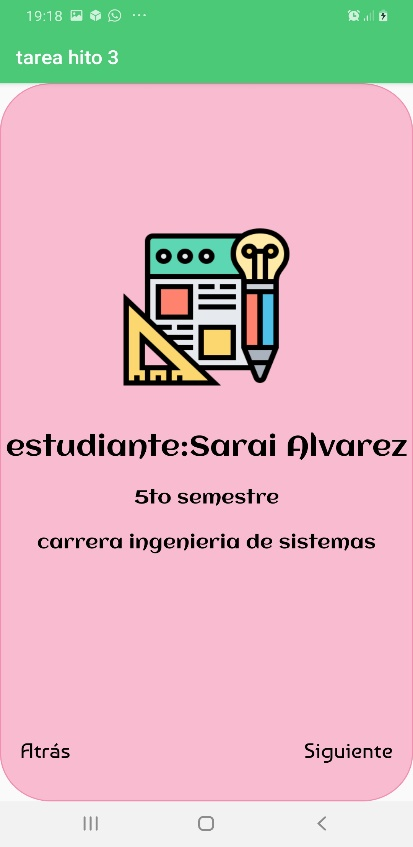 19:18
tarea hito 3
estudiante:Sarai Alvarez
5to semestre
carrera ingenieria de sistemas
Atrás
Siguiente